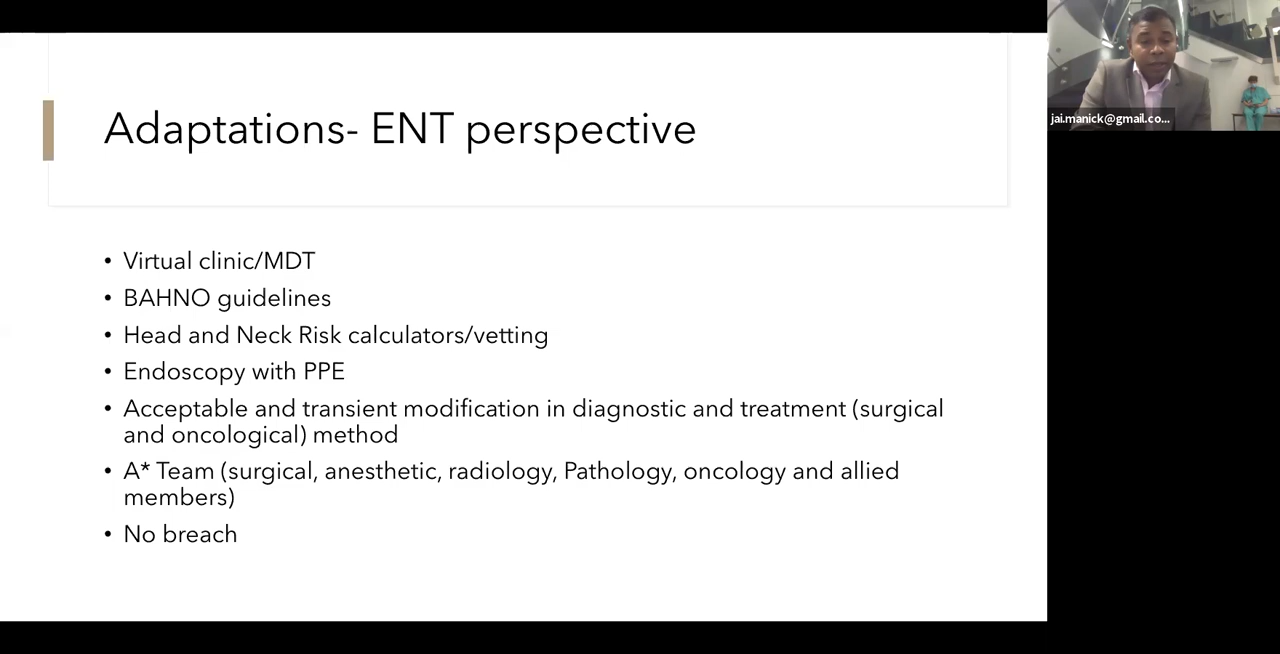 Adaptations- ENT perspective
• Virtual clinic/MDT
• BAHNO guidelines
• Head and Neck Risk calculators/vetting
• Endoscopy with PPE
• Acceptable and transient modification in diagnostic and treatment (surgical
and oncological) method
• A* Team (surgical, anesthetic, radiology, Pathology, oncology and allied
members)
• No breach
jai.manick@gmail.co...